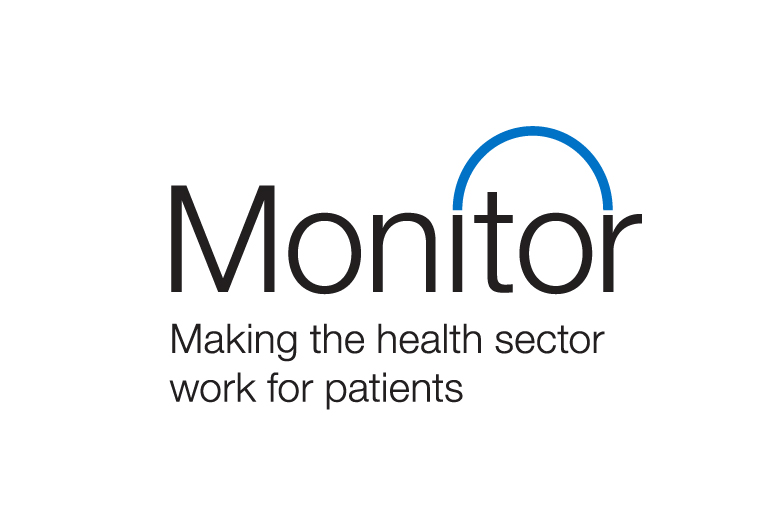 Monitor
Making the health sector
work for patients